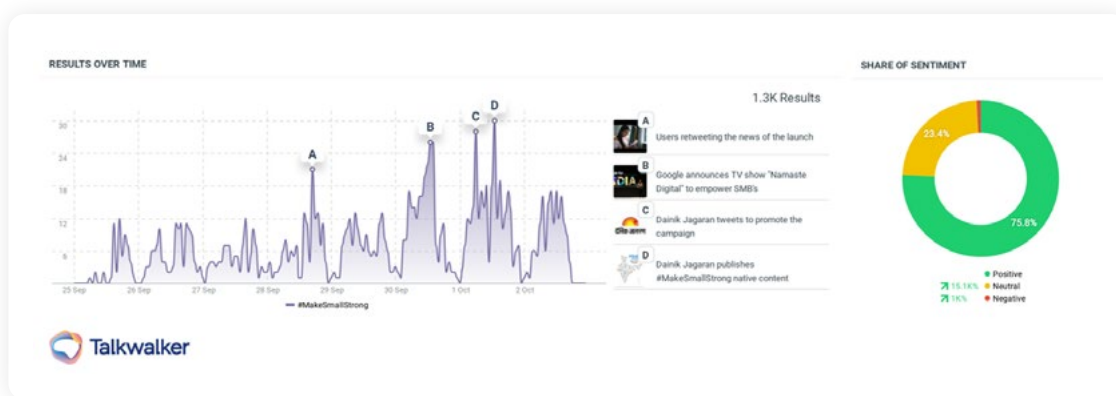 RESULTS OVER TIME
SHARE OF SENTIMENT
1.3K Results
30
24
18
12
6
A
B
C
D
25 Sep
26 Sep
27 Sep
28 Sep
29 Sep
30 Sep
1 Oct
2 Oct
#MakeSmallStrong
A
Users retweeting the news of the launch
B
Google announces TV show "Namaste
Digital" to empower SMB's
C
Dainik Jagaran tweets to promote the
campaign
D
Dainik Jagaran publishes
#MakeSmallStrong native content
23.4%
75.8%
Positive
15.1K% Neutral
1K% Negative
Talkwalker